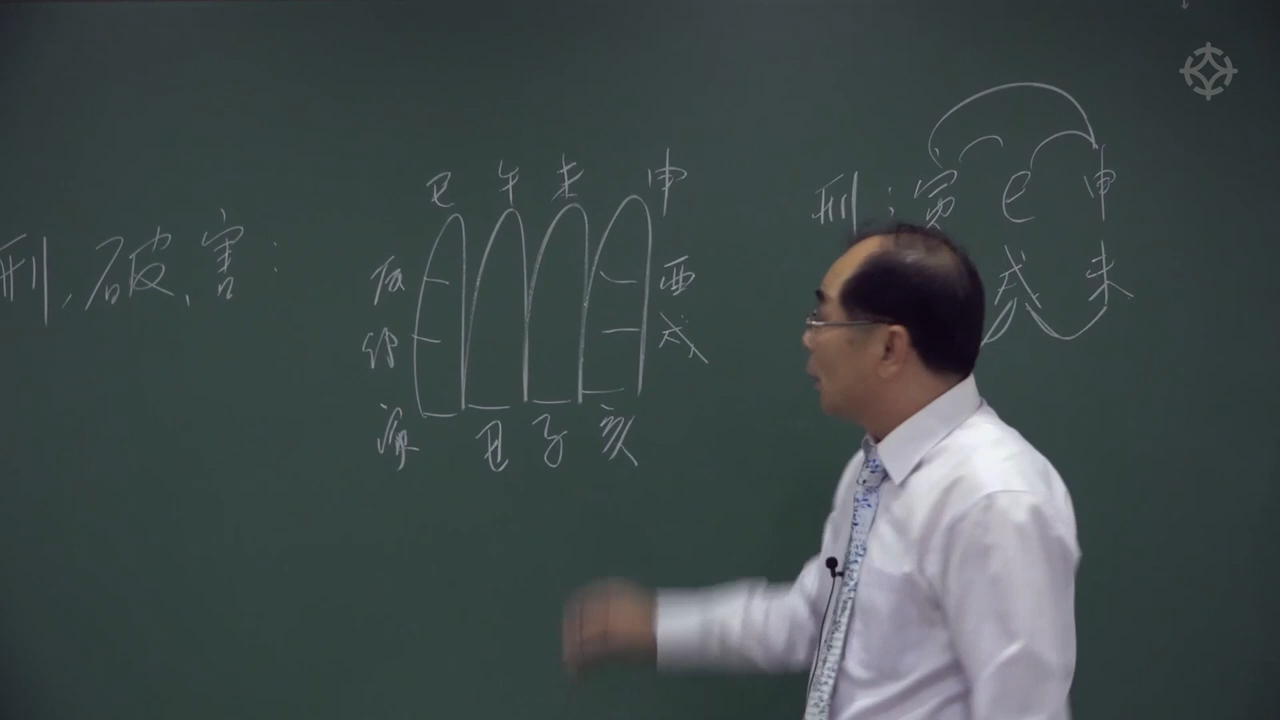 刑、破、害：
巳 午 未 申
辰 酉
卯 戌
寅 丑 子 亥
刑：寅 巳 申
戌 未